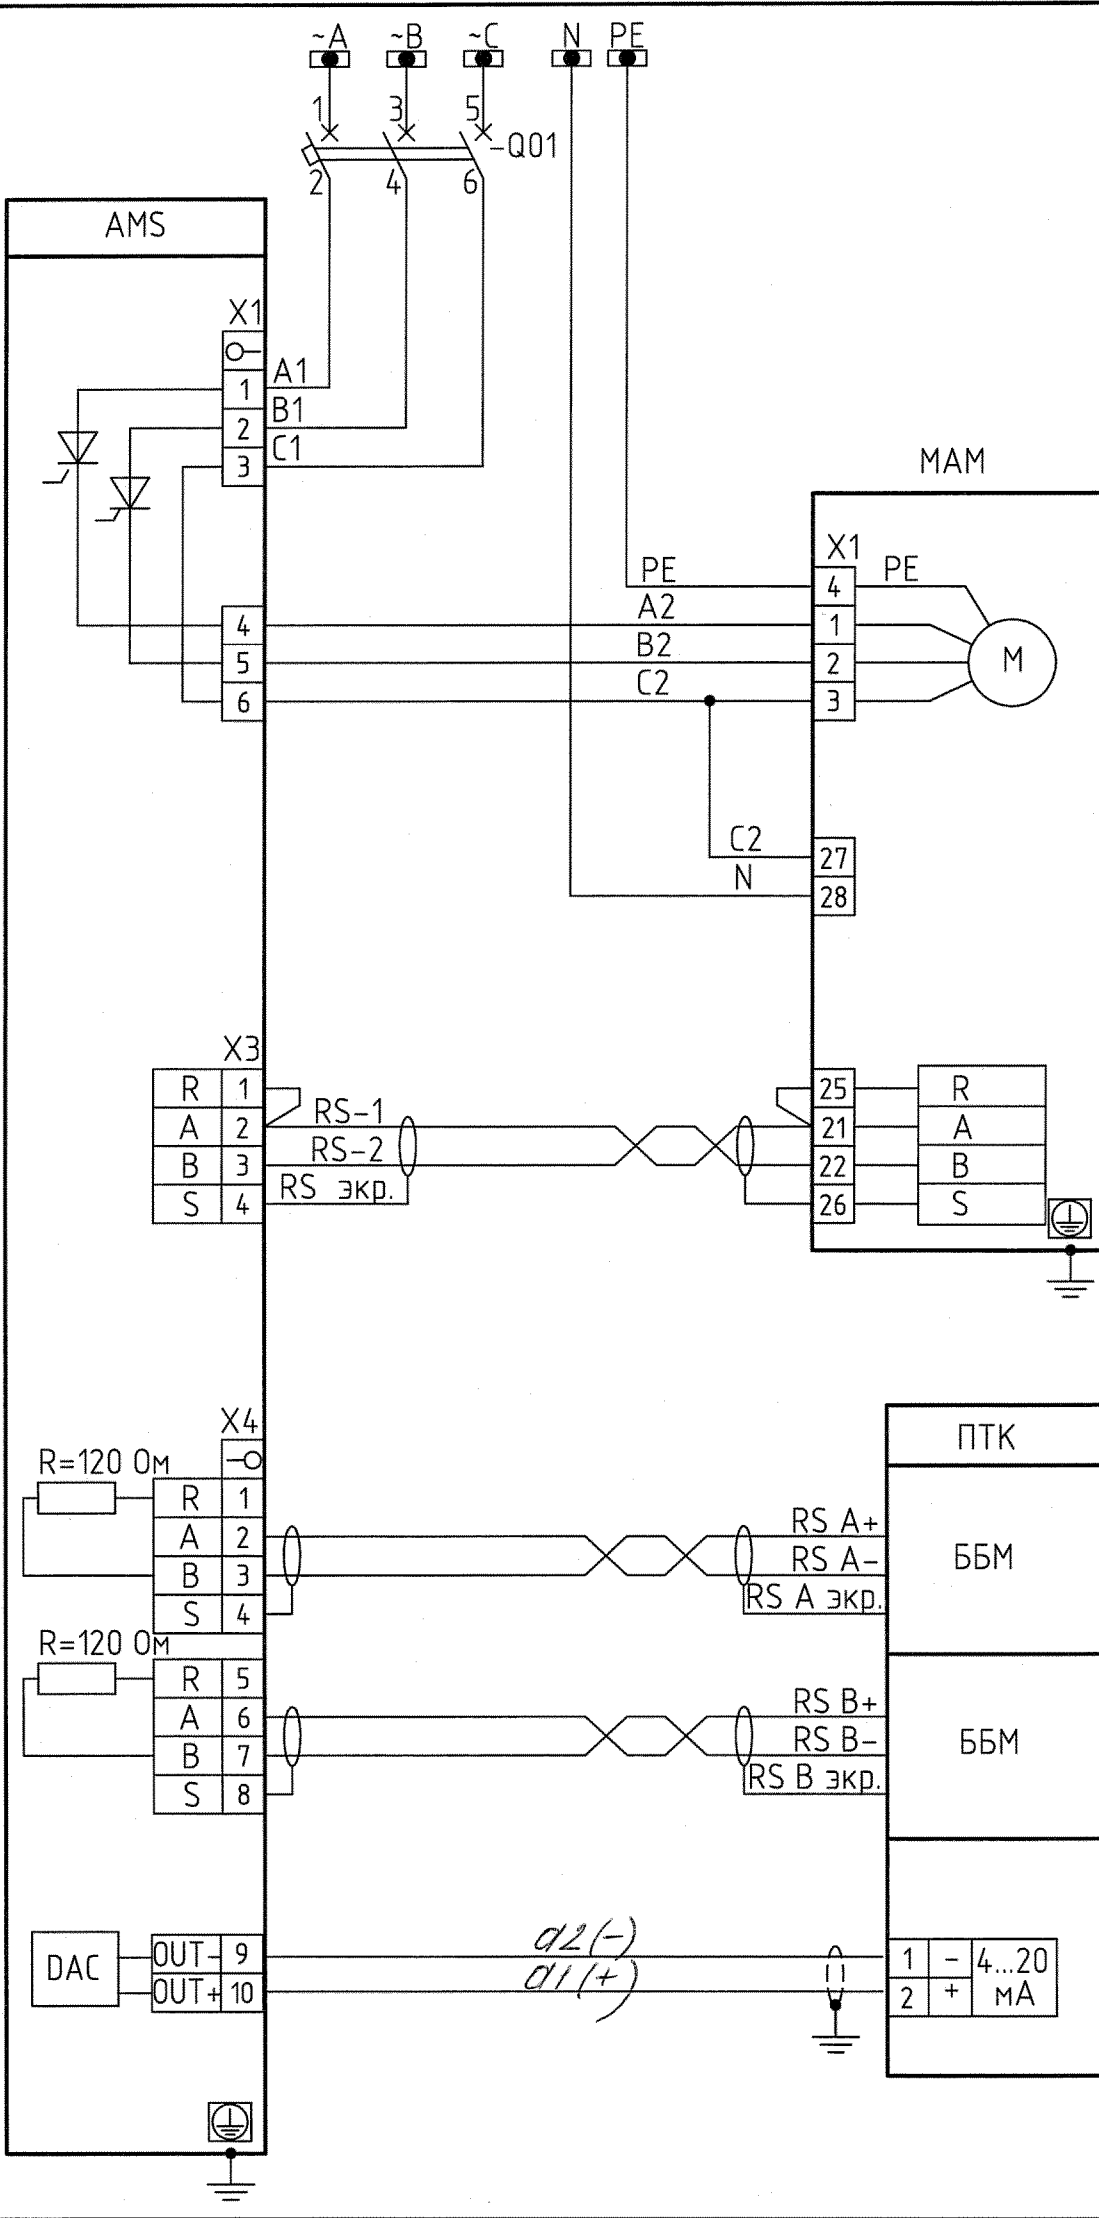 ~A ~B ~C N PE
1 3 5
-Q01
2 4 6
AMS
X1
1 A1
2 B1
3 C1
MAM
X1
PE 4 PE
4 A2 1
5 B2 2 M
6 C2 3
C2 27
N 28
X3
R 1 25 R
A 2 RS-1 21 A
B 3 RS-2 22 B
S 4 RS экр. 26 S
X4
ПТК
R=120 Ом
R 1
A 2 RS A+
B 3 RS A- ББМ
S 4 RS A экр.
R=120 Ом
R 5
A 6 RS B+
B 7 RS B- ББМ
S 8 RS B экр.
d2(-)
DAC OUT- 9 1 - 4...20
d1(+)
OUT+ 10 2 + мА